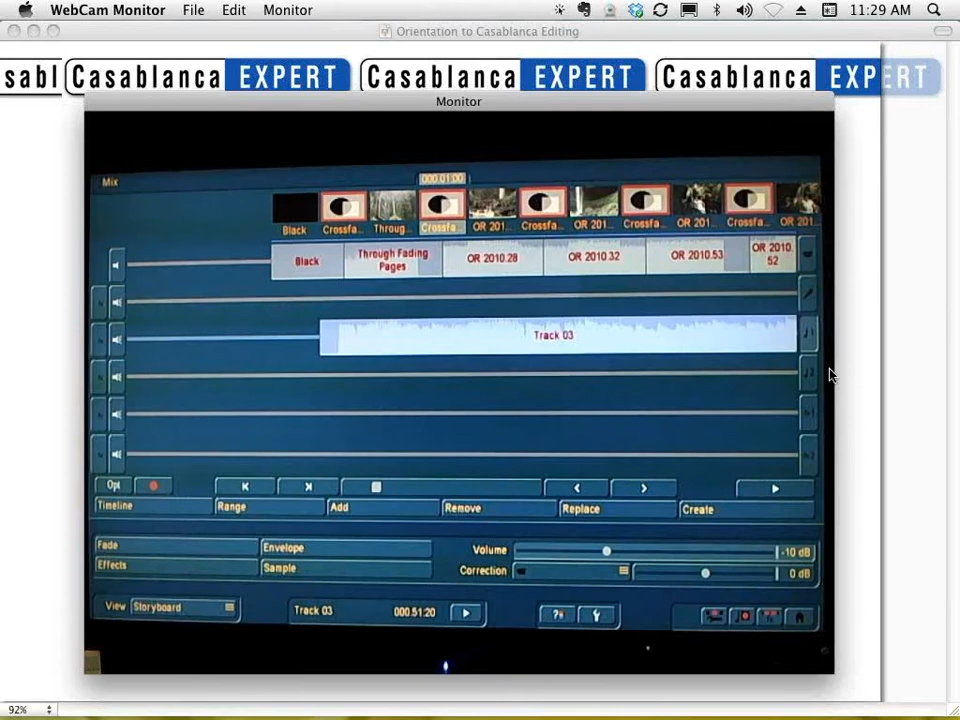 WebCam Monitor File Edit Monitor 11:29 AM
Orientation to Casablanca Editing
sabl Casablanca EXPERT Casablanca EXPERT Casablanca EXPERT
Monitor
Mix
000.01:00
Black Crossfa... Throug... Crossfa... OR 201... Crossfa... OR 201... Crossfa... OR 201... Crossfa... OR 201...
Black
Through Fading Pages
OR 2010.28
OR 2010.32
OR 2010.53
OR 2010.52
Track 03
Opt
Timeline Range Add Remove Replace Create
Fade Envelope Volume -10 dB
Effects Sample Correction 0 dB
View Storyboard Track 03 000.51:20
92%